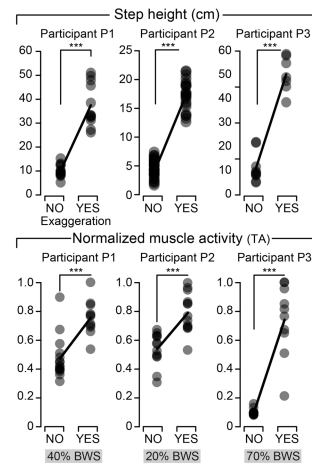 Step height (cm)
Participant P1 Participant P2 Participant P3
*** *** ***
60 25 60
50 20 50
40 15 40
30 10 30
20 5 20
10 0 10
0 0
NO YES NO YES NO YES
Exaggeration
Normalized muscle activity (TA)
Participant P1 Participant P2 Participant P3
*** *** ***
1.0 1.0 1.0
0.8 0.8 0.8
0.6 0.6 0.6
0.4 0.4 0.4
0.2 0.2 0.2
0 0 0
NO YES NO YES NO YES
40% BWS 20% BWS 70% BWS